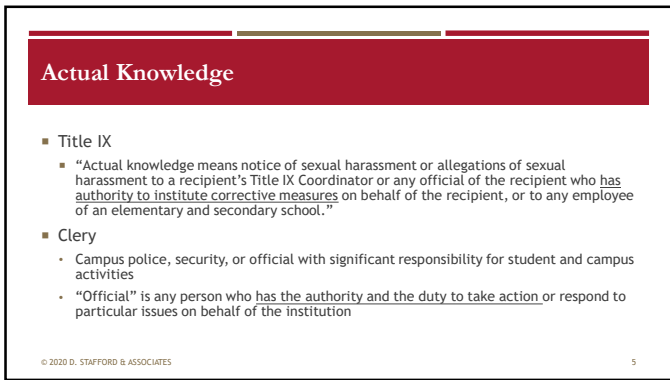 Actual Knowledge
▪ Title IX
▪ “Actual knowledge means notice of sexual harassment or allegations of sexual
harassment to a recipient’s Title IX Coordinator or any official of the recipient who has
authority to institute corrective measures on behalf of the recipient, or to any employee
of an elementary and secondary school.”
▪ Clery
• Campus police, security, or official with significant responsibility for student and campus
activities
• “Official” is any person who has the authority and the duty to take action or respond to
particular issues on behalf of the institution
© 2020 D. STAFFORD & ASSOCIATES
5